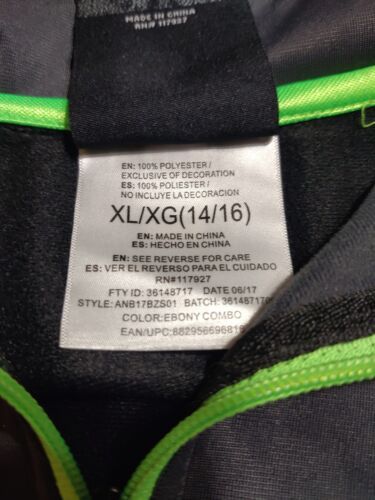 MADE IN CHINA
RN# 117927
EN: 100% POLYESTER /
EXCLUSIVE OF DECORATION
ES: 100% POLIESTER /
NO INCLUYE LA DECORACION
XL/XG(14/16)
EN: MADE IN CHINA
ES: HECHO EN CHINA
EN: SEE REVERSE FOR CARE
ES: VER EL REVERSO PARA EL CUIDADO
RN#117927
FTY ID: 36148717 DATE 06/17
STYLE: ANB17BZS01 BATCH:
COLOR:EBONY COMBO
EAN/UPC: